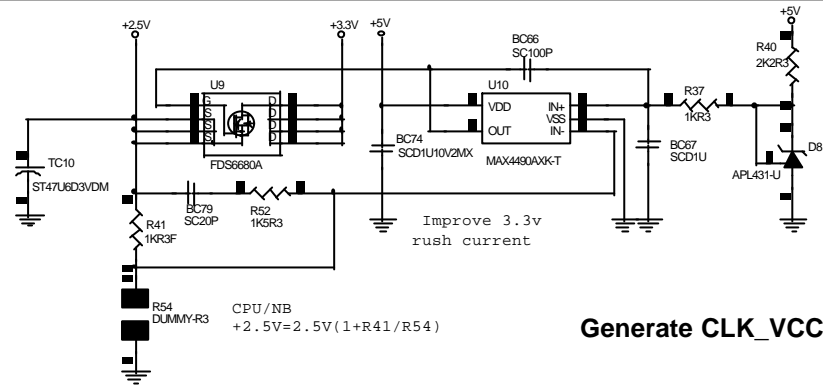 +2.5V
+3.3V
+5V
+5V
BC66
SC100P
R40
2K2R3
U9
U10
R37
1KR3
G
S
S
S
D
D
D
D
VDD
OUT
IN+
VSS
IN-
FDS6680A
BC74
SCD1U10V2MX
MAX4490AXK-T
BC67
SCD1U
D8
APL431-U
TC10
ST47U6D3VDM
BC79
SC20P
R52
1K5R3
R41
1KR3F
Improve 3.3v
rush current
R54
DUMMY-R3
CPU/NB
+2.5V=2.5V(1+R41/R54)
Generate CLK_VCC